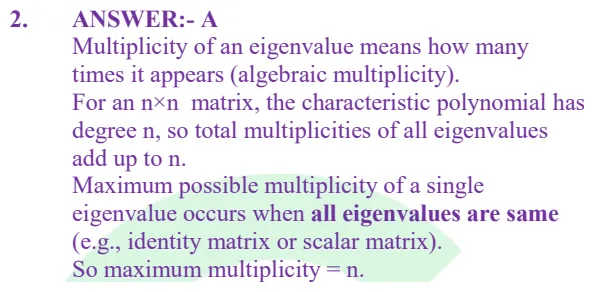 2. ANSWER:- A
Multiplicity of an eigenvalue means how many
times it appears (algebraic multiplicity).
For an n×n matrix, the characteristic polynomial has
degree n, so total multiplicities of all eigenvalues
add up to n.
Maximum possible multiplicity of a single
eigenvalue occurs when all eigenvalues are same
(e.g., identity matrix or scalar matrix).
So maximum multiplicity = n.